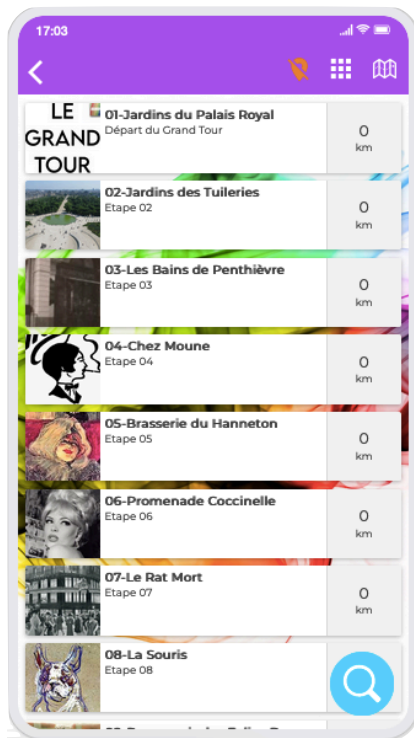 17:03
LE
GRAND
TOUR
01-Jardins du Palais Royal
Départ du Grand Tour
0
km
02-Jardins des Tuileries
Etape 02
0
km
03-Les Bains de Penthièvre
Etape 03
0
km
04-Chez Moune
Etape 04
0
km
05-Brasserie du Hanneton
Etape 05
0
km
06-Promenade Coccinelle
Etape 06
0
km
07-Le Rat Mort
Etape 07
0
km
08-La Souris
Etape 08